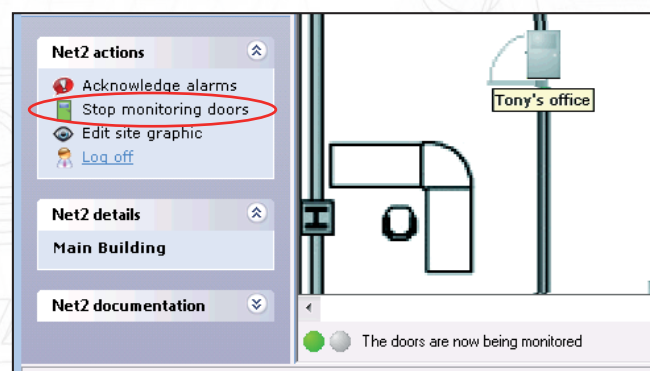 Net2 actions
Acknowledge alarms
Stop monitoring doors
Edit site graphic
Log off
Net2 details
Main Building
Net2 documentation
Tony's office
The doors are now being monitored